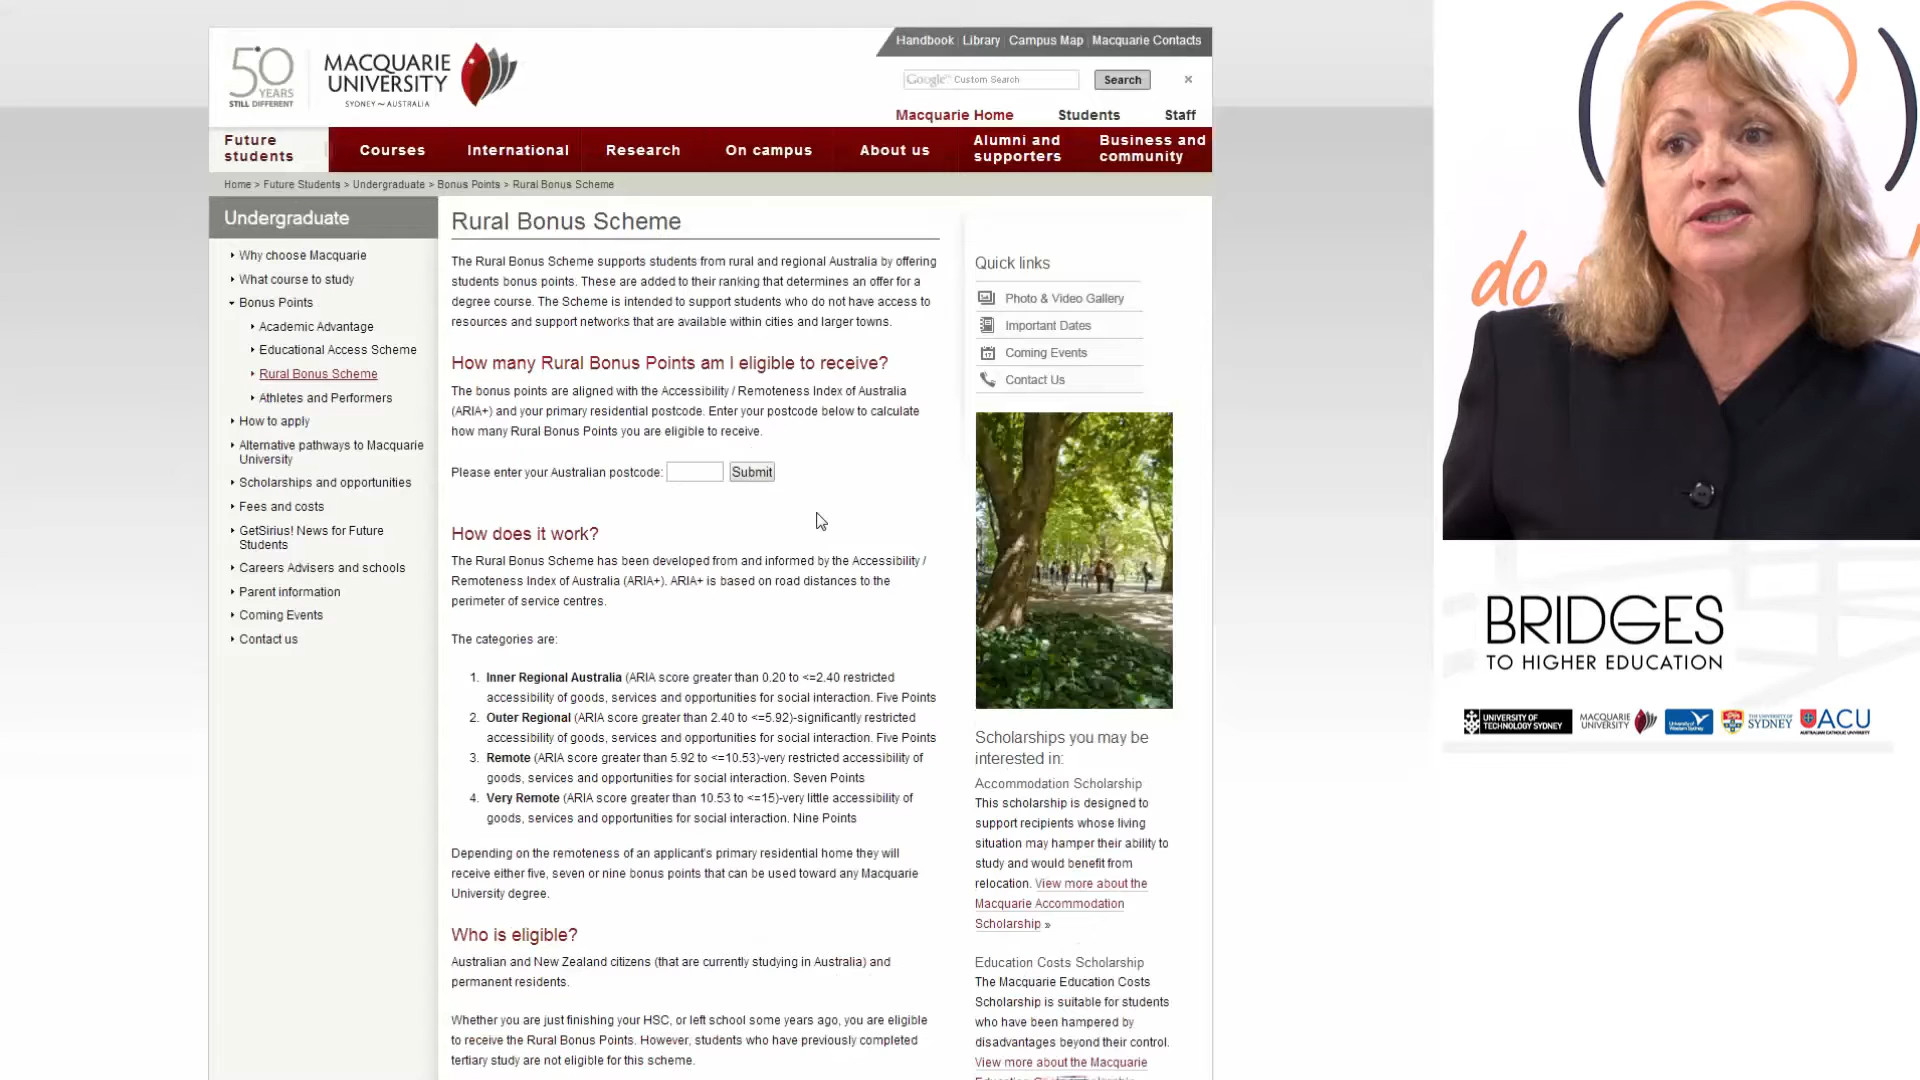 Handbook Library Campus Map Macquarie Contacts
50 YEARS
STILL DIFFERENT
MACQUARIE
UNIVERSITY
SYDNEY ~ AUSTRALIA
Google™ Custom Search
Search
×
Macquarie Home Students Staff
Future students
Courses
International
Research
On campus
About us
Alumni and supporters
Business and community
Home > Future Students > Undergraduate > Bonus Points > Rural Bonus Scheme
Undergraduate
Why choose Macquarie
What course to study
Bonus Points
Academic Advantage
Educational Access Scheme
Rural Bonus Scheme
Athletes and Performers
How to apply
Alternative pathways to Macquarie
University
Scholarships and opportunities
Fees and costs
GetSirius! News for Future
Students
Careers Advisers and schools
Parent information
Coming Events
Contact us
Rural Bonus Scheme
The Rural Bonus Scheme supports students from rural and regional Australia by offering
students bonus points. These are added to their ranking that determines an offer for a
degree course. The Scheme is intended to support students who do not have access to
resources and support networks that are available within cities and larger towns.
How many Rural Bonus Points am I eligible to receive?
The bonus points are aligned with the Accessibility / Remoteness Index of Australia
(ARIA+) and your primary residential postcode. Enter your postcode below to calculate
how many Rural Bonus Points you are eligible to receive.
Please enter your Australian postcode: Submit
How does it work?
The Rural Bonus Scheme has been developed from and informed by the Accessibility /
Remoteness Index of Australia (ARIA+). ARIA+ is based on road distances to the
perimeter of service centres.
The categories are:
1. Inner Regional Australia (ARIA score greater than 0.20 to <=2.40 restricted
accessibility of goods, services and opportunities for social interaction. Five Points
2. Outer Regional (ARIA score greater than 2.40 to <=5.92)-significantly restricted
accessibility of goods, services and opportunities for social interaction. Five Points
3. Remote (ARIA score greater than 5.92 to <=10.53)-very restricted accessibility of
goods, services and opportunities for social interaction. Seven Points
4. Very Remote (ARIA score greater than 10.53 to <=15)-very little accessibility of
goods, services and opportunities for social interaction. Nine Points
Depending on the remoteness of an applicant's primary residential home they will
receive either five, seven or nine bonus points that can be used toward any Macquarie
University degree.
Who is eligible?
Australian and New Zealand citizens (that are currently studying in Australia) and
permanent residents.
Whether you are just finishing your HSC, or left school some years ago, you are eligible
to receive the Rural Bonus Points. However, students who have previously completed
tertiary study are not eligible for this scheme.
Quick links
Photo & Video Gallery
Important Dates
Coming Events
Contact Us
Scholarships you may be
interested in:
Accommodation Scholarship
This scholarship is designed to
support recipients whose living
situation may hamper their ability to
study and would benefit from
relocation. View more about the
Macquarie Accommodation
Scholarship »
Education Costs Scholarship
The Macquarie Education Costs
Scholarship is suitable for students
who have been hampered by
disadvantages beyond their control.
View more about the Macquarie
Education
do
BRIDGES
TO HIGHER EDUCATION
UNIVERSITY OF
TECHNOLOGY SYDNEY
MACQUARIE
UNIVERSITY
University of
Western Sydney
THE UNIVERSITY OF
SYDNEY
ACU
AUSTRALIAN CATHOLIC UNIVERSITY